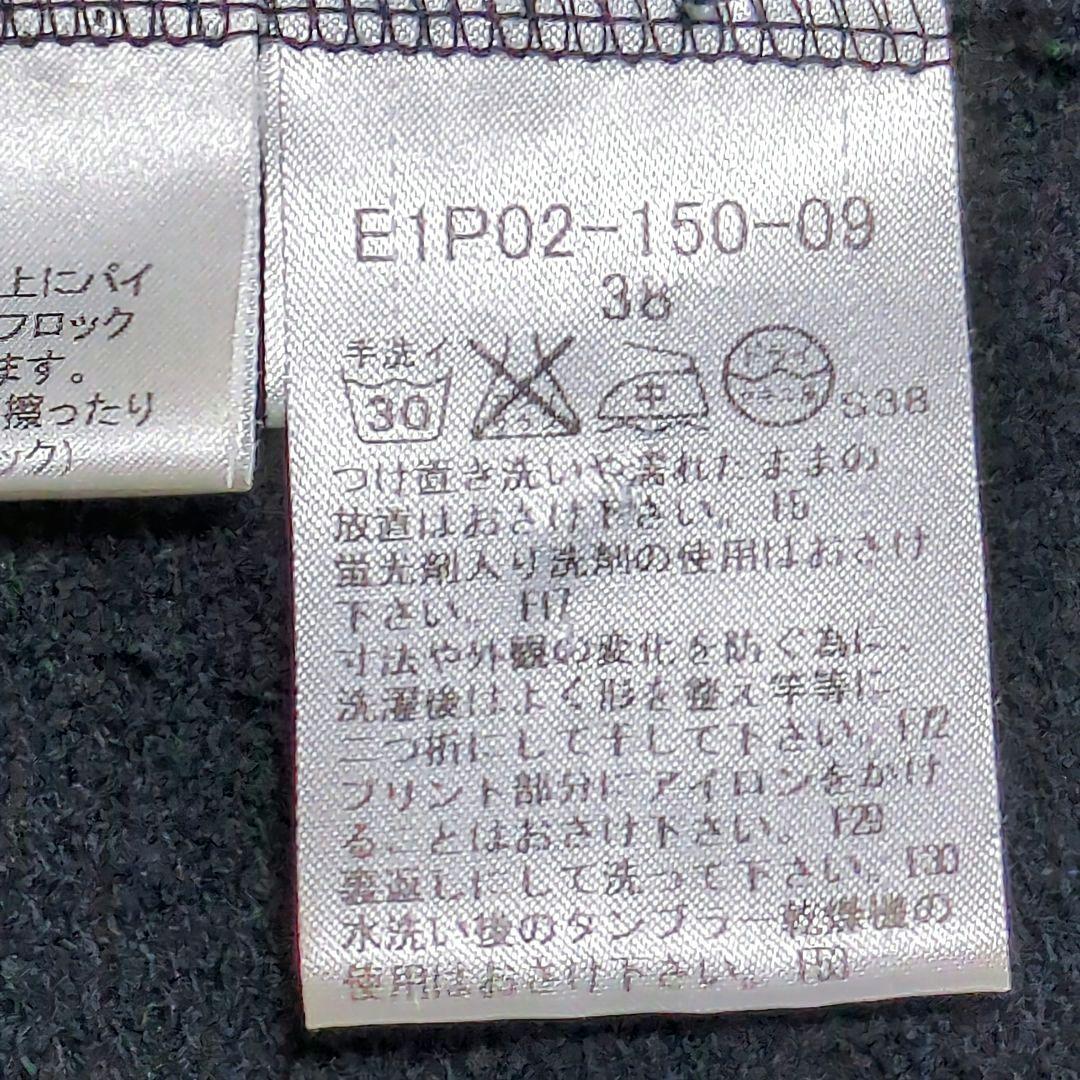 上にパイ
フロック
ます。
擦ったり
ック)
E1P02-150-09
38
手洗イ
30
中
S38
つけ置き洗いや濡れたままの
放置はおさけ下さい。 F5
蛍光剤入り洗剤の使用はおさけ
下さい。 F17
寸法や外観の変化を防ぐ為に、
洗濯後はよく形を整え竿等に
二つ折にして干して下さい。 F72
プリント部分にアイロンをかけ
ることはおさけ下さい。 F29
裏返しにして洗って下さい。 F30
水洗い後のタンブラー乾燥機の
使用はおさけ下さい。 F53